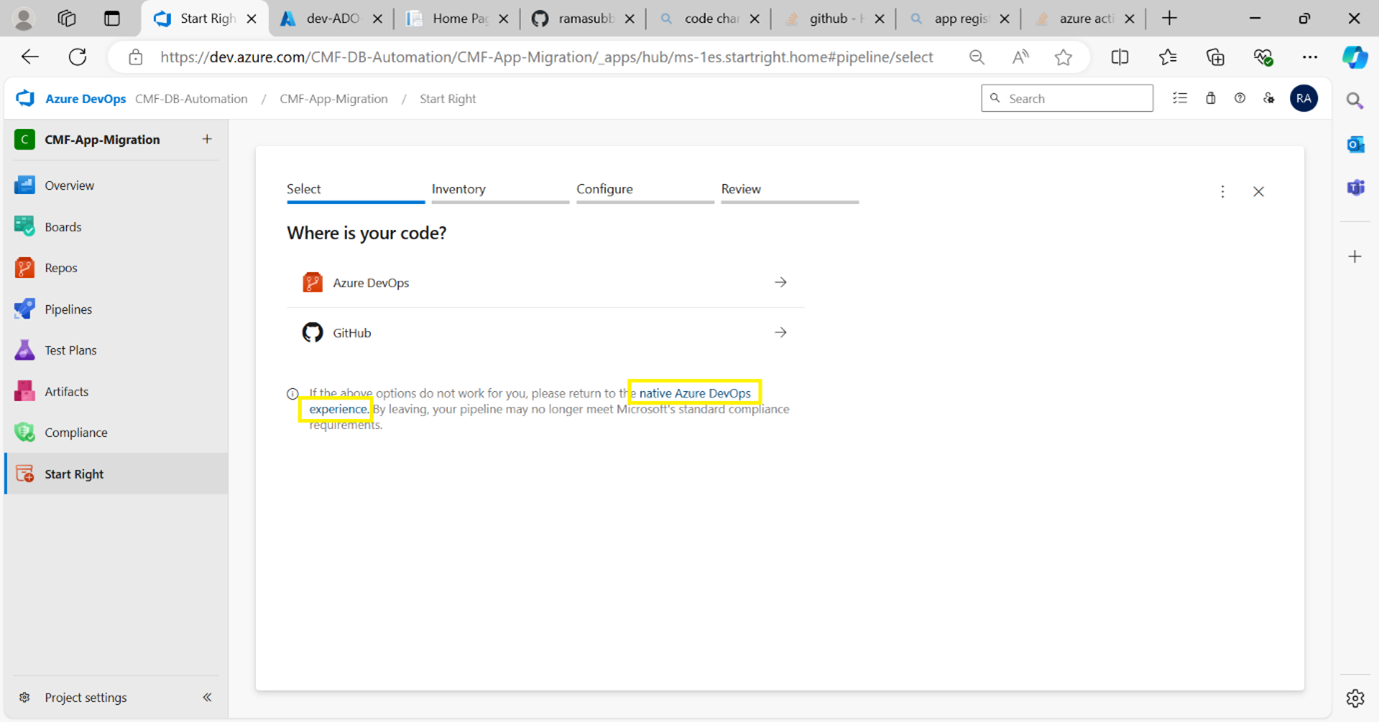 Start Righ
dev-ADO
Home Pag
ramasubb
code char
github - H
app regist
azure acti
https://dev.azure.com/CMF-DB-Automation/CMF-App-Migration/_apps/hub/ms-1es.startright.home#pipeline/select
Azure DevOps CMF-DB-Automation / CMF-App-Migration / Start Right
Search
RA
C CMF-App-Migration +
Overview
Boards
Repos
Pipelines
Test Plans
Artifacts
Compliance
Start Right
Project settings
Select Inventory Configure Review
Where is your code?
Azure DevOps
GitHub
If the above options do not work for you, please return to the native Azure DevOps
experience. By leaving, your pipeline may no longer meet Microsoft's standard compliance
requirements.